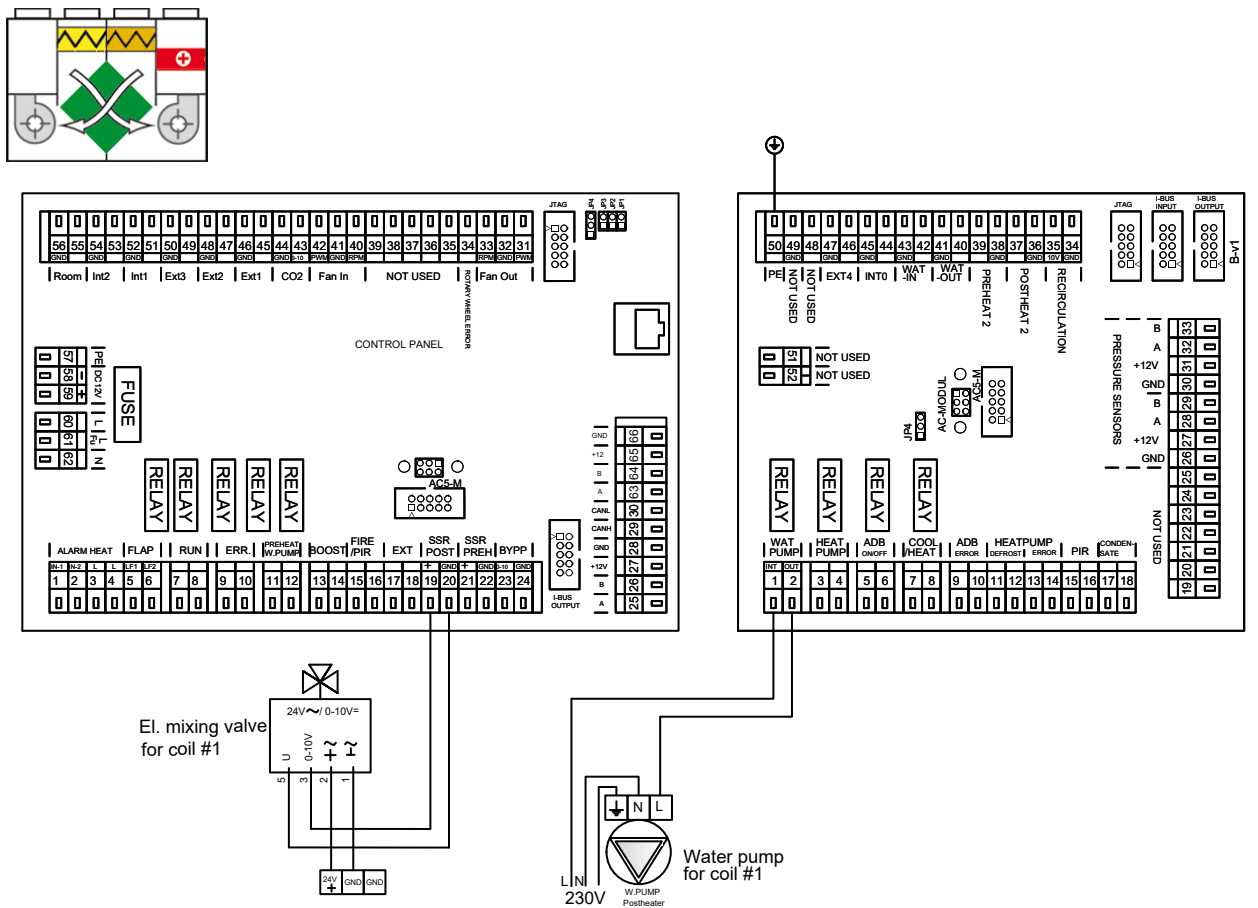 JTAG
JP4
JP3
JP2
JP1
56 55 54 53 52 51 50 49 48 47 46 45 44 43 42 41 40 39 38 37 36 35 34 33 32 31
GND GND GND GND GND GND GND 0-10 PWM GND RPM RPM GND PWM
Room Int2 Int1 Ext3 Ext2 Ext1 CO2 Fan In NOT USED Fan Out
ROTARY WHEEL ERROR
CONTROL PANEL
57 PE
58 – DC12V
59 +
60 L
61 L Fu
62 N
FUSE
RELAY RELAY RELAY RELAY RELAY
AC5-M
GND 66
+12 65
B 64
A 63
CANL 30
CANH 29
GND 28
+12V 27
B 26
A 25
I-BUS
OUTPUT
ALARM HEAT FLAP RUN ERR. PREHEAT W.PUMP BOOST FIRE /PIR EXT SSR POST SSR PREH BYPP
IN-1 IN-2 L L LF1 LF2 + GND + GND 0-10 GND
1 2 3 4 5 6 7 8 9 10 11 12 13 14 15 16 17 18 19 20 21 22 23 24
El. mixing valve
for coil #1
24V~/ 0-10V=
U
0-10V
5 3 2 1
24V
+
GND GND
JTAG
I-BUS
INPUT
I-BUS
OUTPUT
B-v1
50 49 48 47 46 45 44 43 42 41 40 39 38 37 36 35 34
GND GND GND GND GND GND GND 10V GND
PE NOT USED NOT USED EXT4 INT0 WAT -IN WAT -OUT PREHEAT 2 POSTHEAT 2 RECIRCULATION
51 NOT USED
52 NOT USED
JP4
AC-MODUL
AC5-M
PRESSURE SENSORS
B 33
A 32
+12V 31
GND 30
B 29
A 28
+12V 27
GND 26
25
24
23
22
21
20
19
NOT USED
RELAY RELAY RELAY RELAY
WAT PUMP HEAT PUMP ADB ON/OFF COOL /HEAT ADB ERROR HEATPUMP DEFROST ERROR PIR CONDEN- SATE
INT OUT
1 2 3 4 5 6 7 8 9 10 11 12 13 14 15 16 17 18
N L
Water pump
for coil #1
L N
230V
W.PUMP
Postheater